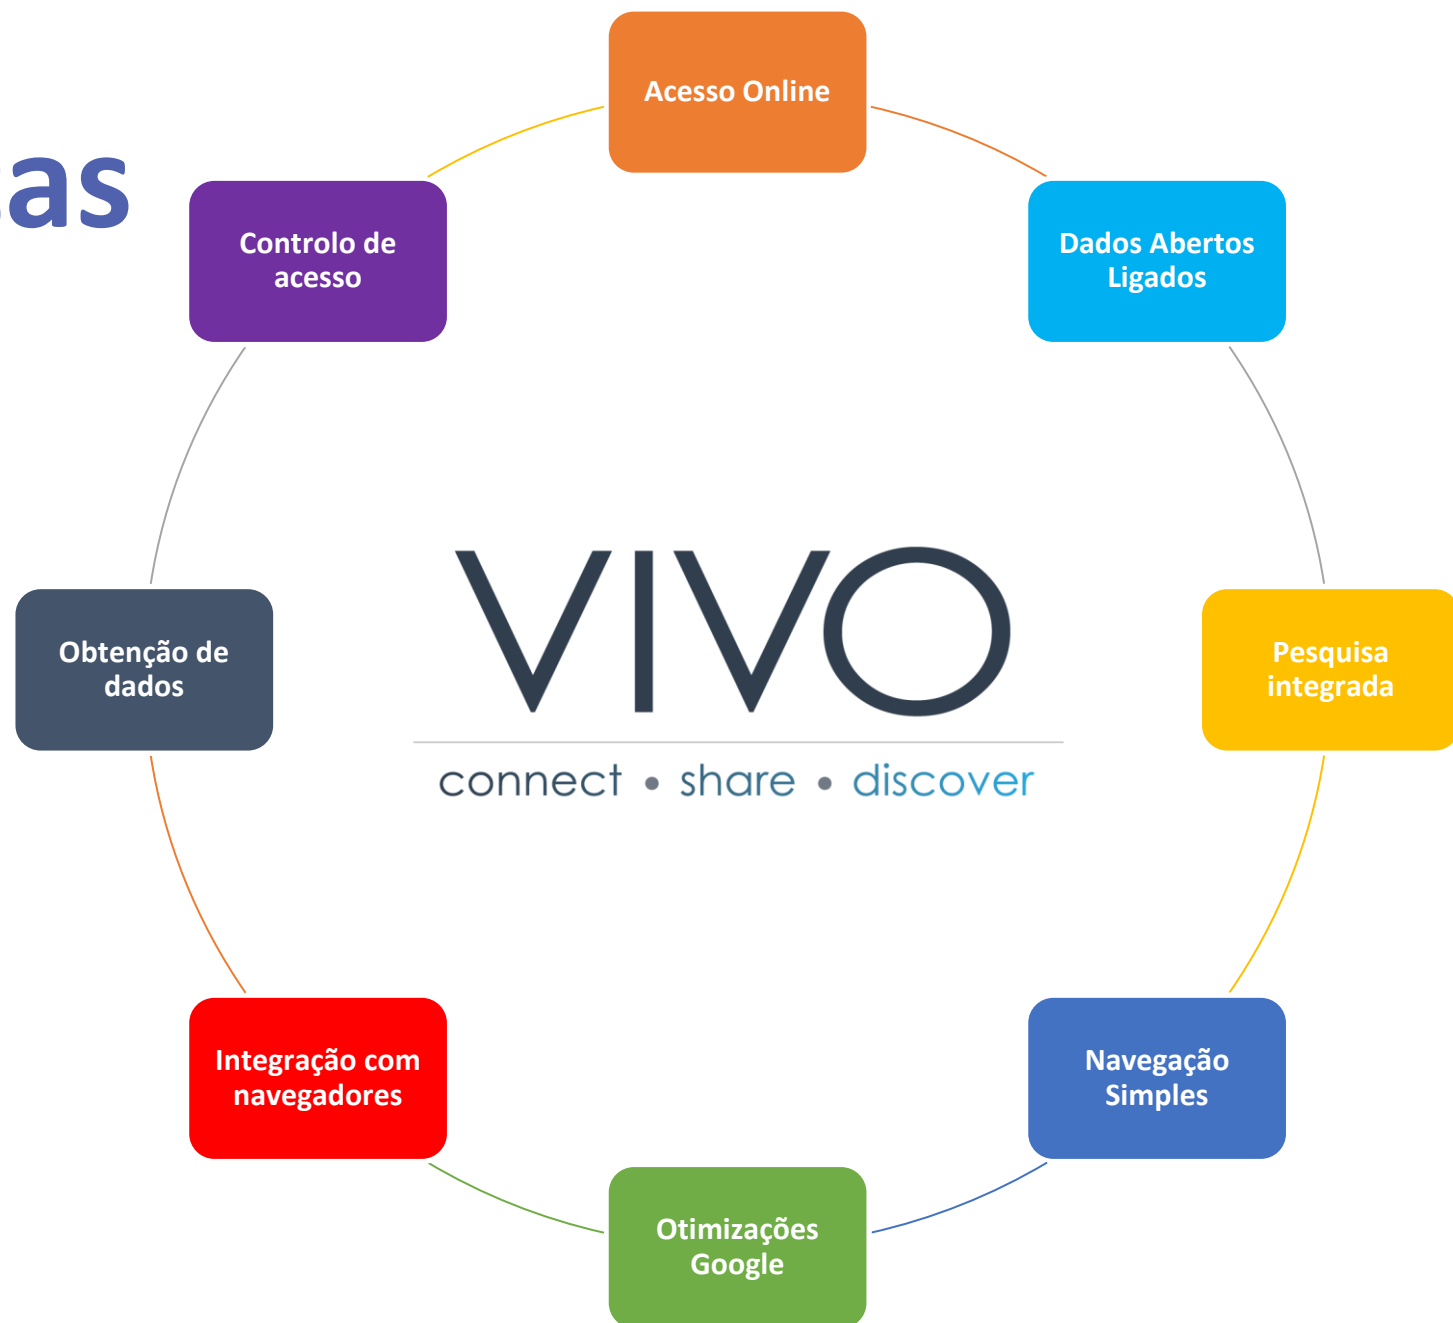 Acesso Online
Controlo de
acesso
Dados Abertos
Ligados
Obtenção de
dados
VIVO
connect • share • discover
Pesquisa
integrada
Integração com
navegadores
Navegação
Simples
Otimizações
Google